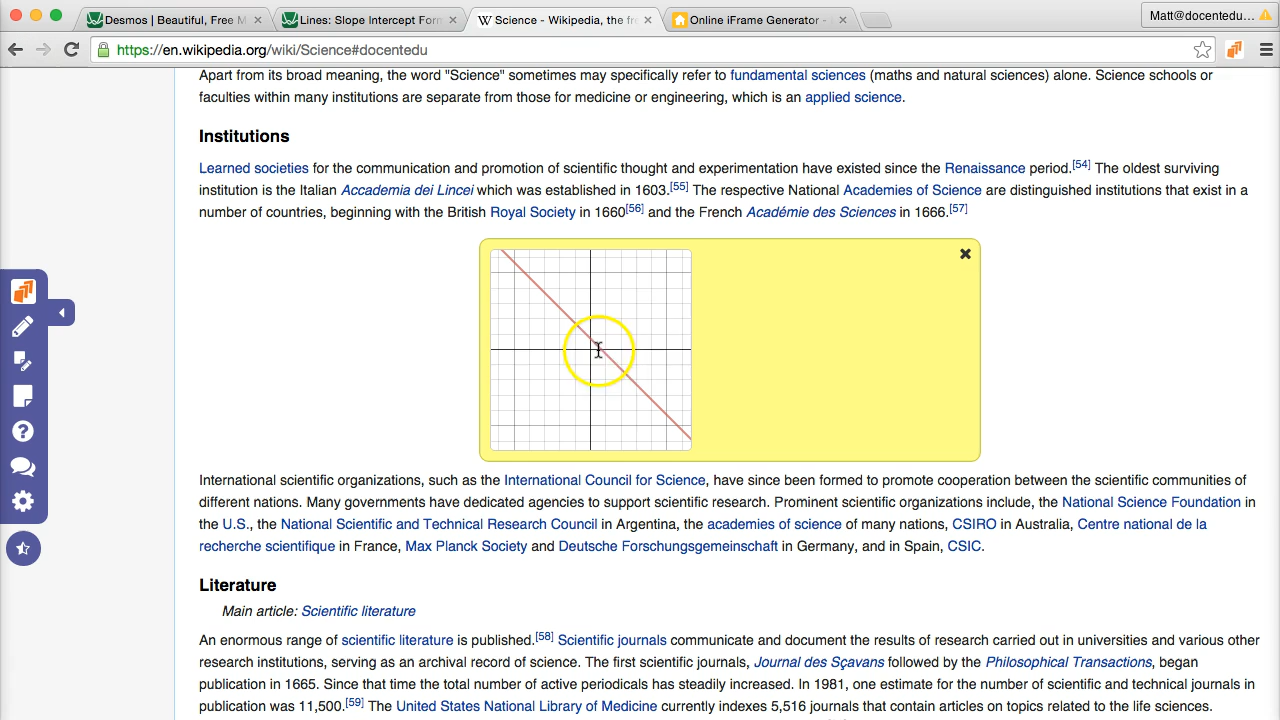 Desmos | Beautiful, Free M
Lines: Slope Intercept Form
Science - Wikipedia, the fr
Online iFrame Generator -
Matt@docentedu...
https://en.wikipedia.org/wiki/Science#docentedu
Apart from its broad meaning, the word "Science" sometimes may specifically refer to fundamental sciences (maths and natural sciences) alone. Science schools or
faculties within many institutions are separate from those for medicine or engineering, which is an applied science.
Institutions
Learned societies for the communication and promotion of scientific thought and experimentation have existed since the Renaissance period.[54] The oldest surviving
institution is the Italian Accademia dei Lincei which was established in 1603.[55] The respective National Academies of Science are distinguished institutions that exist in a
number of countries, beginning with the British Royal Society in 1660[56] and the French Académie des Sciences in 1666.[57]
International scientific organizations, such as the International Council for Science, have since been formed to promote cooperation between the scientific communities of
different nations. Many governments have dedicated agencies to support scientific research. Prominent scientific organizations include, the National Science Foundation in
the U.S., the National Scientific and Technical Research Council in Argentina, the academies of science of many nations, CSIRO in Australia, Centre national de la
recherche scientifique in France, Max Planck Society and Deutsche Forschungsgemeinschaft in Germany, and in Spain, CSIC.
Literature
Main article: Scientific literature
An enormous range of scientific literature is published.[58] Scientific journals communicate and document the results of research carried out in universities and various other
research institutions, serving as an archival record of science. The first scientific journals, Journal des Sçavans followed by the Philosophical Transactions, began
publication in 1665. Since that time the total number of active periodicals has steadily increased. In 1981, one estimate for the number of scientific and technical journals in
publication was 11,500.[59] The United States National Library of Medicine currently indexes 5,516 journals that contain articles on topics related to the life sciences.